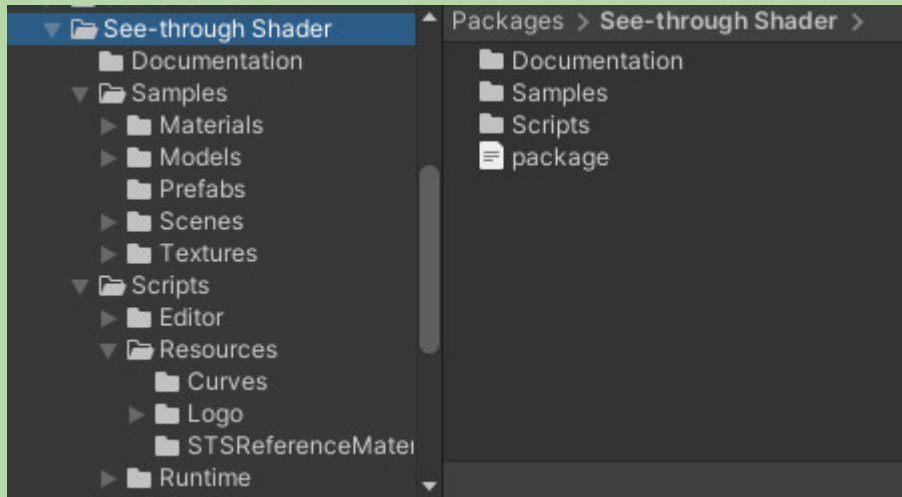 See-through Shader
Documentation
Samples
Materials
Models
Prefabs
Scenes
Textures
Scripts
Editor
Resources
Curves
Logo
STSReferenceMater
Runtime
Packages > See-through Shader >
Documentation
Samples
Scripts
package